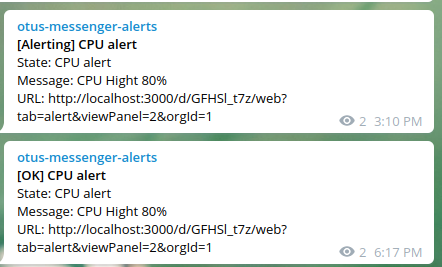 otus-messenger-alerts
[Alerting] CPU alert
State: CPU alert
Message: CPU Hight 80%
URL: http://localhost:3000/d/GFHSl_t7z/web?
tab=alert&viewPanel=2&orgId=1
2 3:10 PM
otus-messenger-alerts
[OK] CPU alert
State: CPU alert
Message: CPU Hight 80%
URL: http://localhost:3000/d/GFHSl_t7z/web?
tab=alert&viewPanel=2&orgId=1
2 6:17 PM